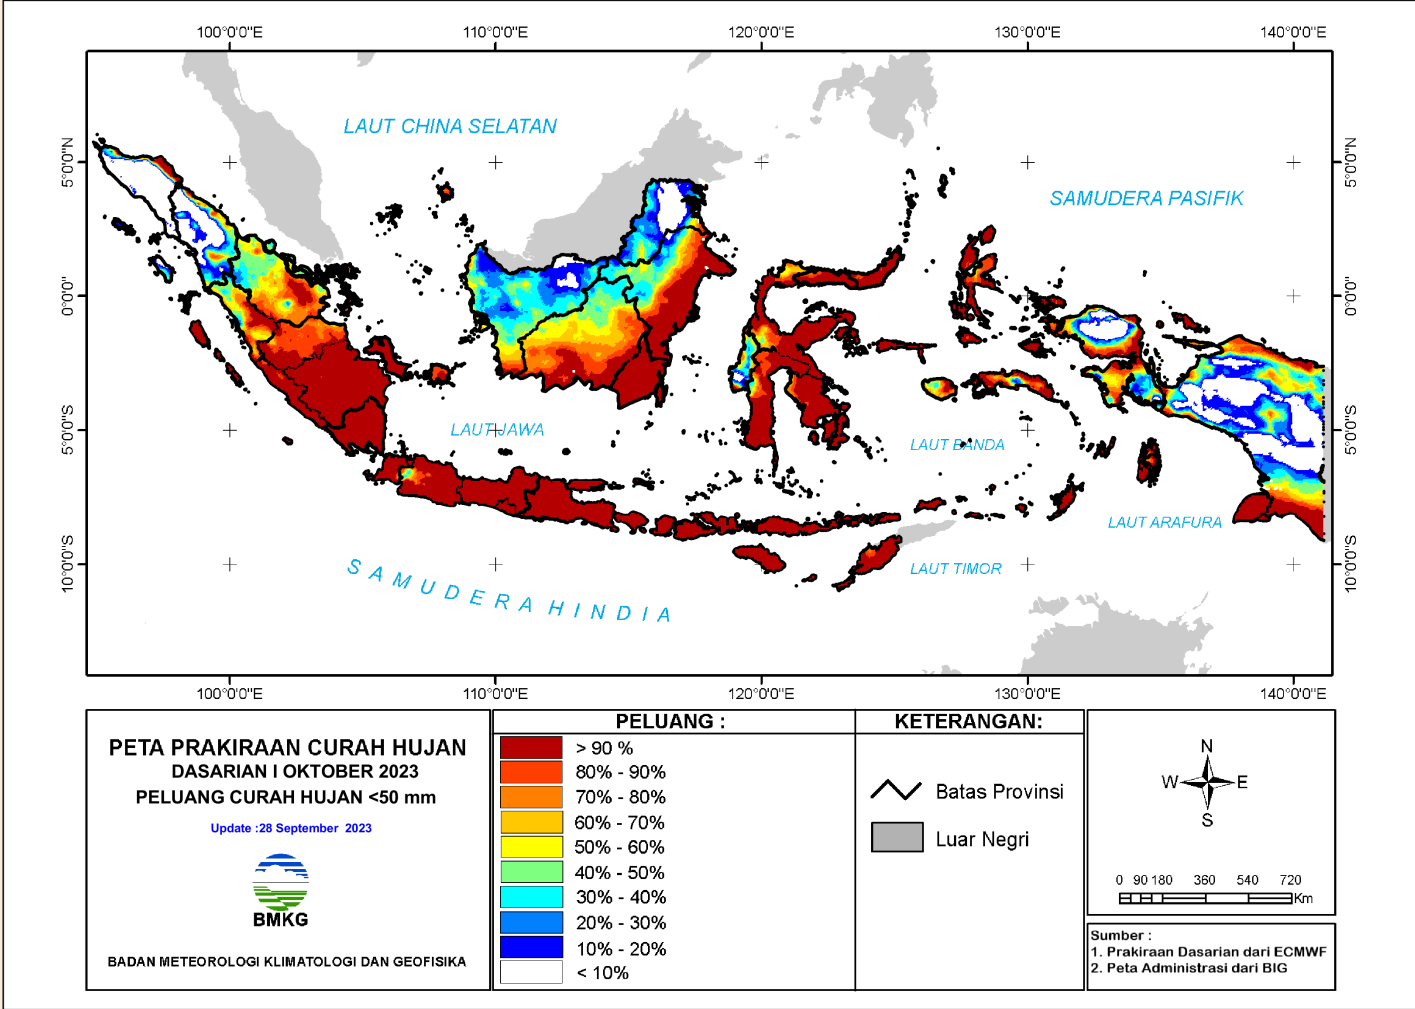 100°0'0"E 110°0'0"E 120°0'0"E 130°0'0"E 140°0'0"E
5°0'0"N
0°0'0"
5°0'0"S
10°0'0"S
LAUT CHINA SELATAN
SAMUDERA PASIFIK
LAUT JAWA
LAUT BANDA
LAUT ARAFURA
LAUT TIMOR
SAMUDERA HINDIA
5°0'0"N
0°0'0"
5°0'0"S
10°0'0"S
100°0'0"E 110°0'0"E 120°0'0"E 130°0'0"E 140°0'0"E
PETA PRAKIRAAN CURAH HUJAN
DASARIAN I OKTOBER 2023
PELUANG CURAH HUJAN <50 mm
Update :28 September 2023
BMKG
BADAN METEOROLOGI KLIMATOLOGI DAN GEOFISIKA
PELUANG :
> 90 %
80% - 90%
70% - 80%
60% - 70%
50% - 60%
40% - 50%
30% - 40%
20% - 30%
10% - 20%
< 10%
KETERANGAN:
Batas Provinsi
Luar Negri
N
W E
S
0 90 180 360 540 720
Km
Sumber :
1. Prakiraan Dasarian dari ECMWF
2. Peta Administrasi dari BIG